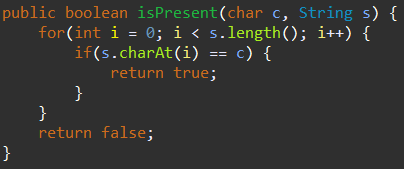 public boolean isPresent(char c, String s) {
    for(int i = 0; i < s.length(); i++) {
        if(s.charAt(i) == c) {
            return true;
        }
    }
    return false;
}